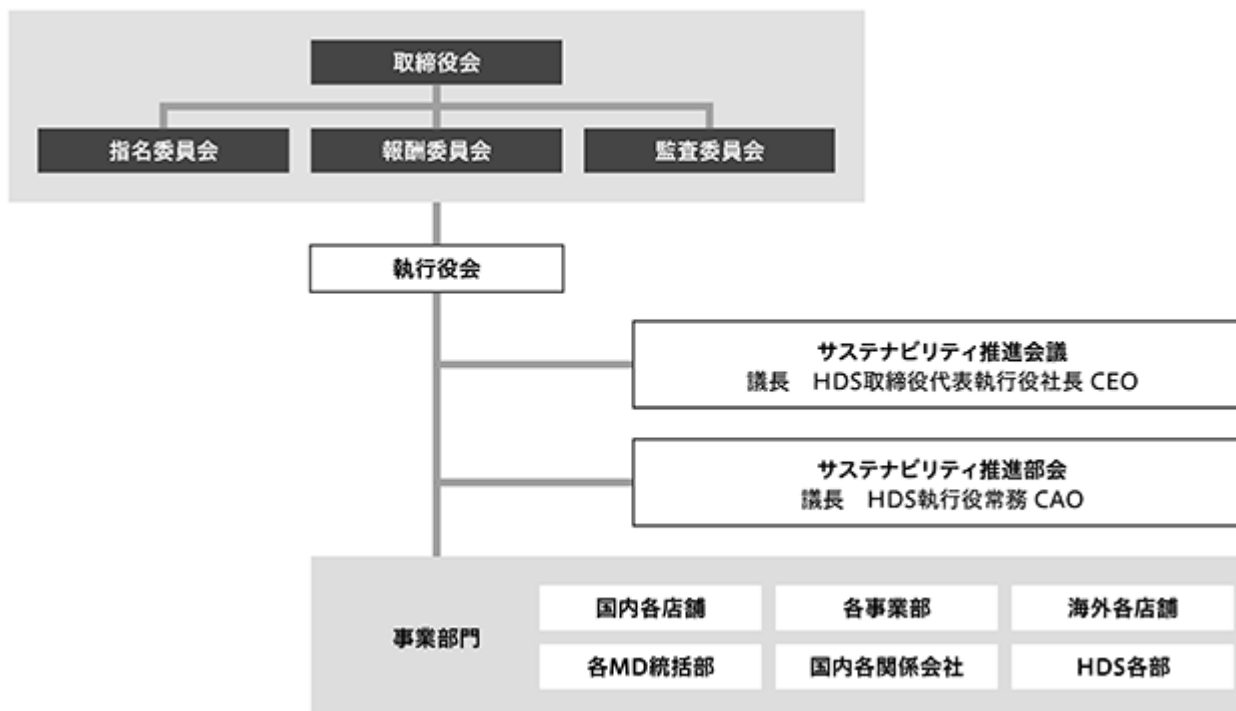 取締役会
指名委員会
報酬委員会
監査委員会
執行役会
サステナビリティ推進会議
議長　HDS取締役代表執行役社長 CEO
サステナビリティ推進部会
議長　HDS執行役常務 CAO
事業部門
国内各店舗
各事業部
海外各店舗
各MD統括部
国内各関係会社
HDS各部